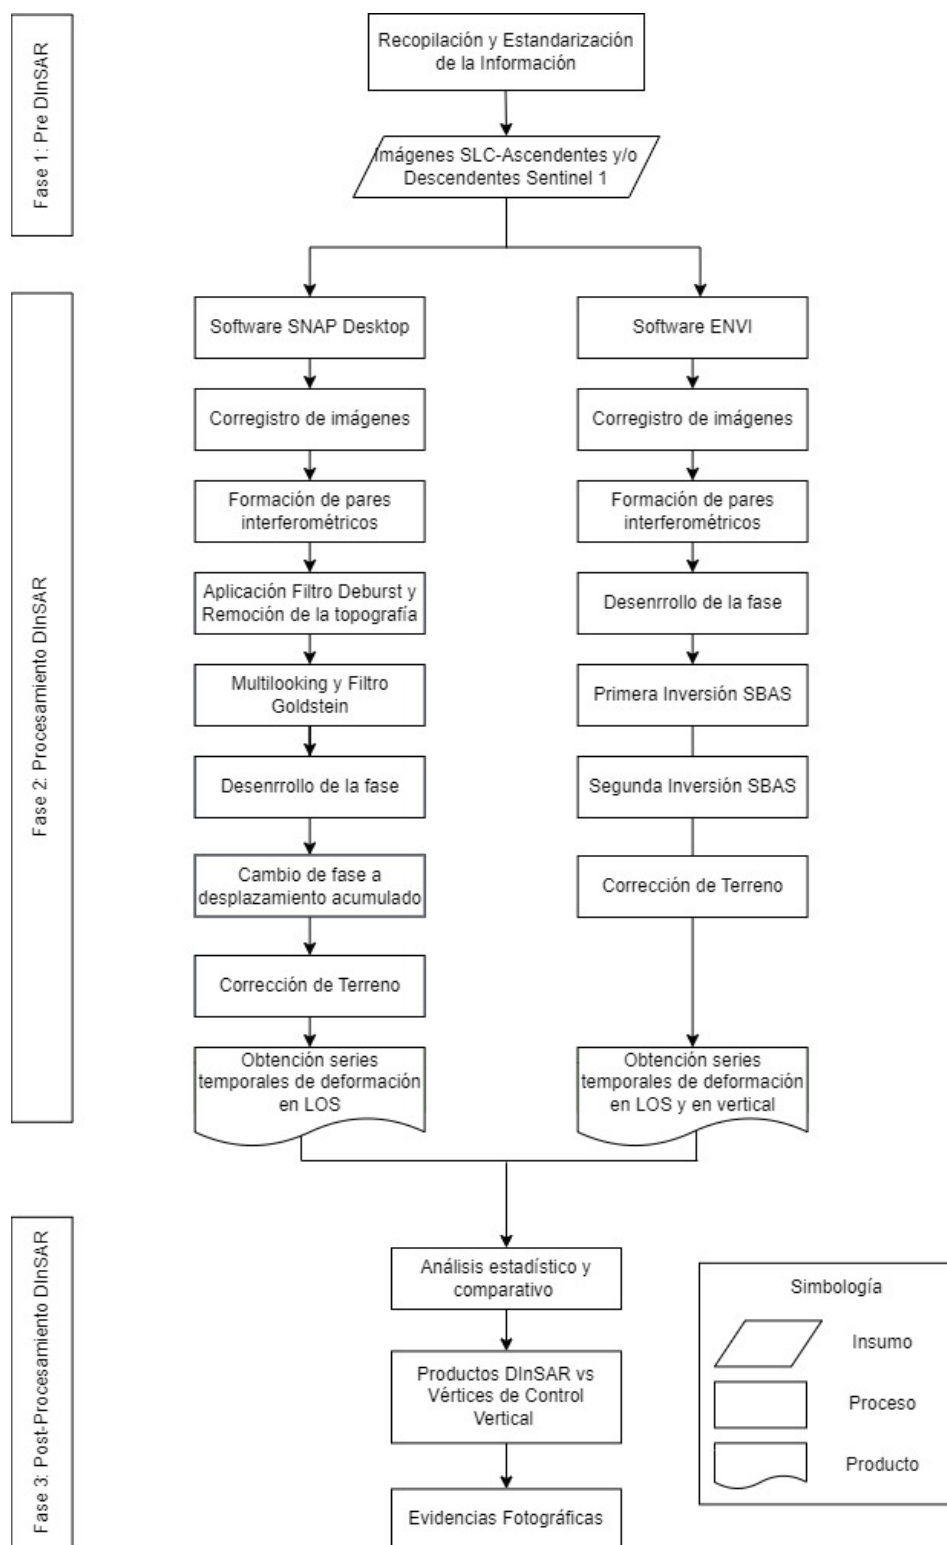 Fase 1: Pre DInSAR
Recopilación y Estandarización
de la Información
Imágenes SLC-Ascendentes y/o
Descendentes Sentinel 1
Fase 2: Procesamiento DInSAR
Software SNAP Desktop
Corregistro de imágenes
Formación de pares
interferométricos
Aplicación Filtro Deburst y
Remoción de la topografía
Multilooking y Filtro
Goldstein
Desenrrollo de la fase
Cambio de fase a
desplazamiento acumulado
Corrección de Terreno
Obtención series
temporales de deformación
en LOS
Software ENVI
Corregistro de imágenes
Formación de pares
interferométricos
Desenrrollo de la fase
Primera Inversión SBAS
Segunda Inversión SBAS
Corrección de Terreno
Obtención series
temporales de deformación
en LOS y en vertical
Fase 3: Post-Procesamiento DInSAR
Análisis estadístico y
comparativo
Productos DInSAR vs
Vértices de Control
Vertical
Evidencias Fotográficas
Simbología
Insumo
Proceso
Producto